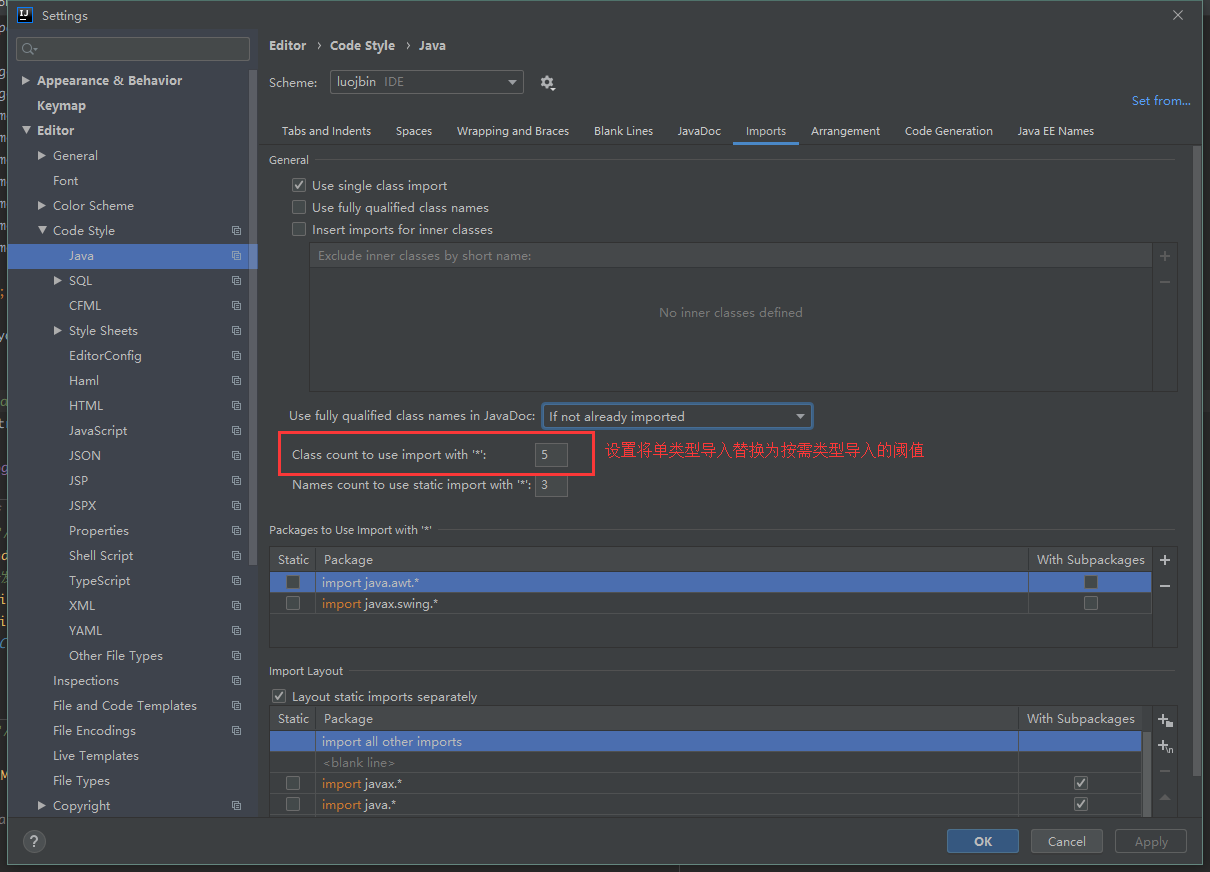 Settings
Appearance & Behavior
Keymap
Editor
General
Font
Color Scheme
Code Style
Java
SQL
CFML
Style Sheets
EditorConfig
Haml
HTML
JavaScript
JSON
JSP
JSPX
Properties
Shell Script
TypeScript
XML
YAML
Other File Types
Inspections
File and Code Templates
File Encodings
Live Templates
File Types
Copyright
Editor › Code Style › Java
Scheme: luojbin IDE
Set from...
Tabs and Indents Spaces Wrapping and Braces Blank Lines JavaDoc Imports Arrangement Code Generation Java EE Names
General
Use single class import
Use fully qualified class names
Insert imports for inner classes
Exclude inner classes by short name:
No inner classes defined
Use fully qualified class names in JavaDoc: If not already imported
Class count to use import with '*': 5 设置将单类型导入替换为按需类型导入的阈值
Names count to use static import with '*': 3
Packages to Use Import with '*'
Static Package With Subpackages
import java.awt.*
import javax.swing.*
Import Layout
Layout static imports separately
Static Package With Subpackages
import all other imports
<blank line>
import javax.*
import java.*
? OK Cancel Apply